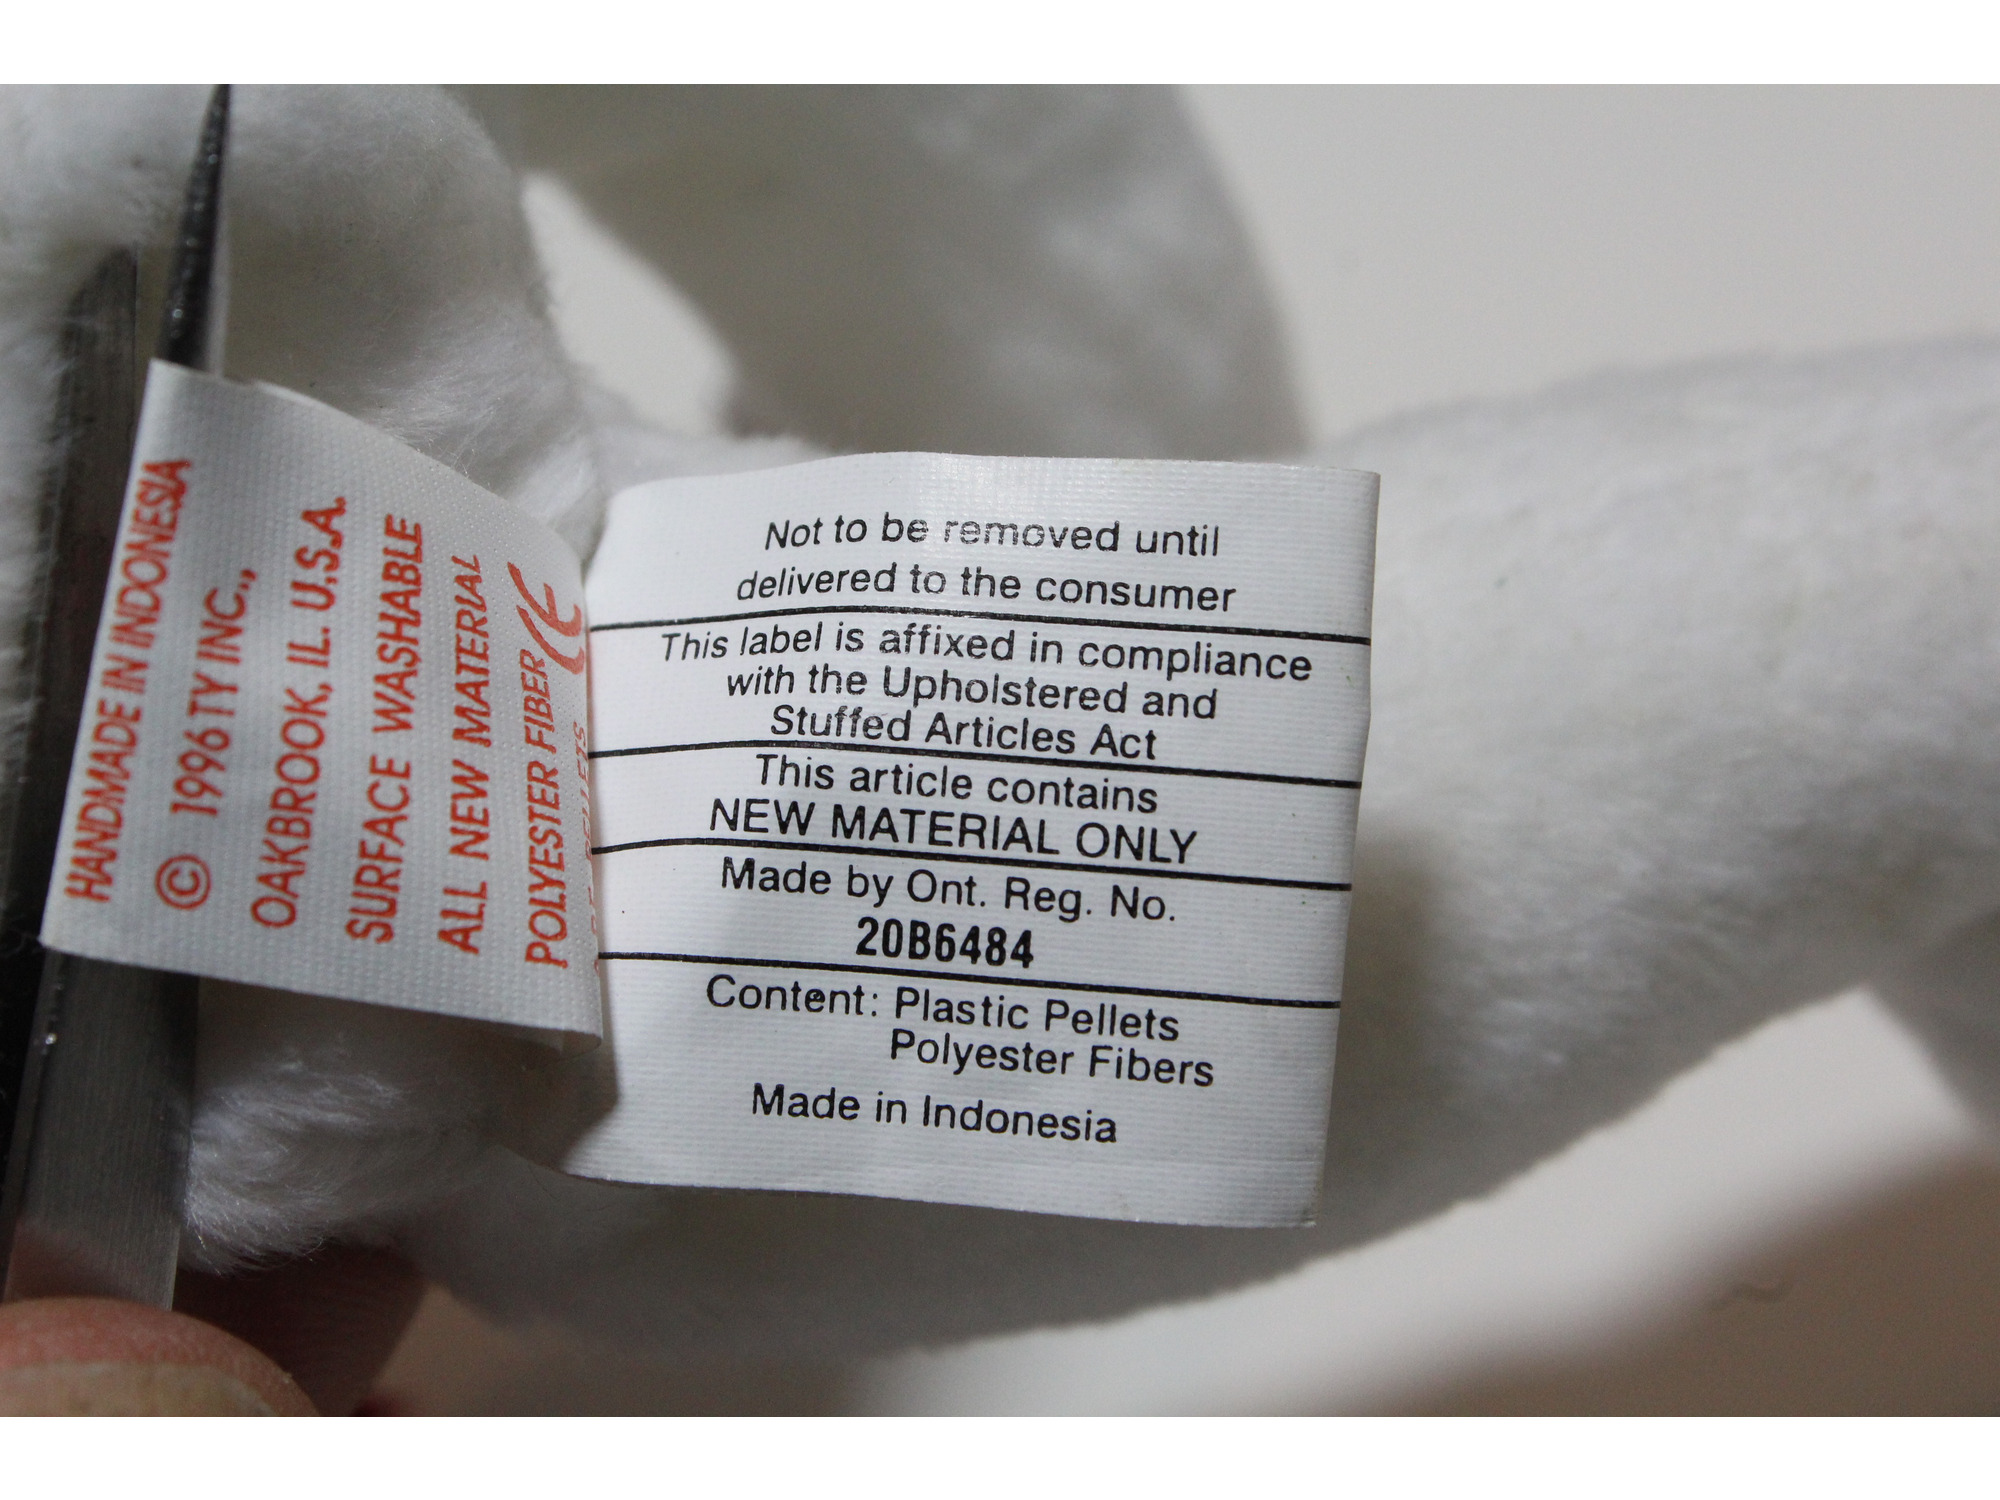 HANDMADE IN INDONESIA
© 1996 TY INC.,
OAKBROOK, IL. U.S.A.
SURFACE WASHABLE
ALL NEW MATERIAL
POLYESTER FIBER CE
Not to be removed until
delivered to the consumer
This label is affixed in compliance
with the Upholstered and
Stuffed Articles Act
This article contains
NEW MATERIAL ONLY
Made by Ont. Reg. No.
20B6484
Content: Plastic Pellets
Polyester Fibers
Made in Indonesia